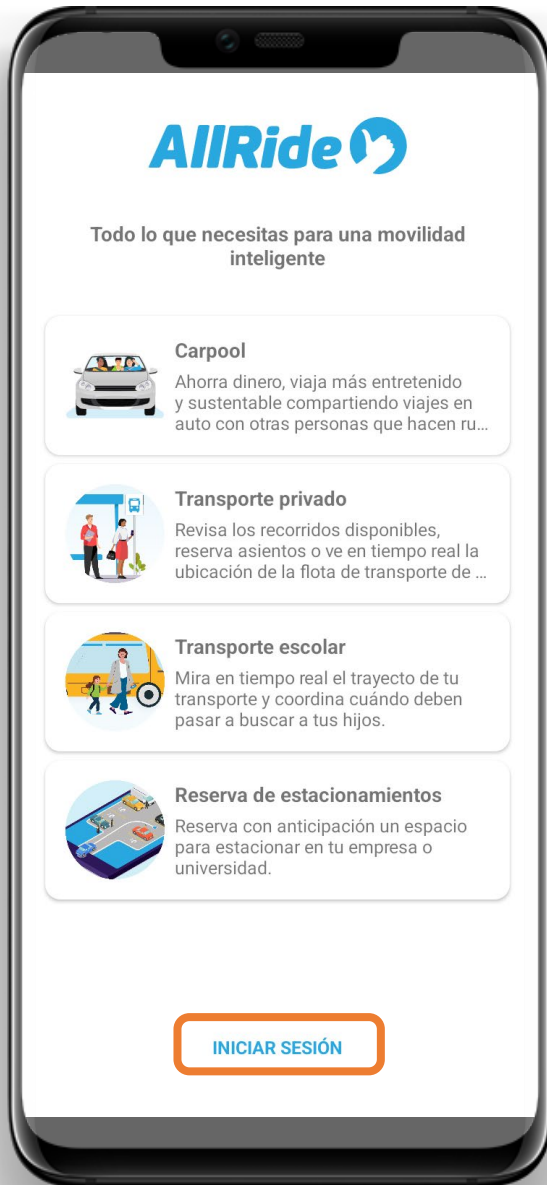 AllRide
Todo lo que necesitas para una movilidad
inteligente
Carpool
Ahorra dinero, viaja más entretenido
y sustentable compartiendo viajes en
auto con otras personas que hacen ru...
Transporte privado
Revisa los recorridos disponibles,
reserva asientos o ve en tiempo real la
ubicación de la flota de transporte de ...
Transporte escolar
Mira en tiempo real el trayecto de tu
transporte y coordina cuándo deben
pasar a buscar a tus hijos.
Reserva de estacionamientos
Reserva con anticipación un espacio
para estacionar en tu empresa o
universidad.
INICIAR SESIÓN